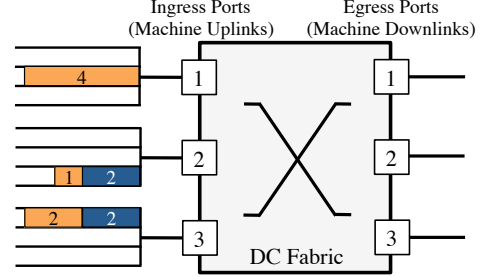 Ingress Ports
(Machine Uplinks)
Egress Ports
(Machine Downlinks)
4
1
1
1 2
2
2
2 2
3
3
DC Fabric